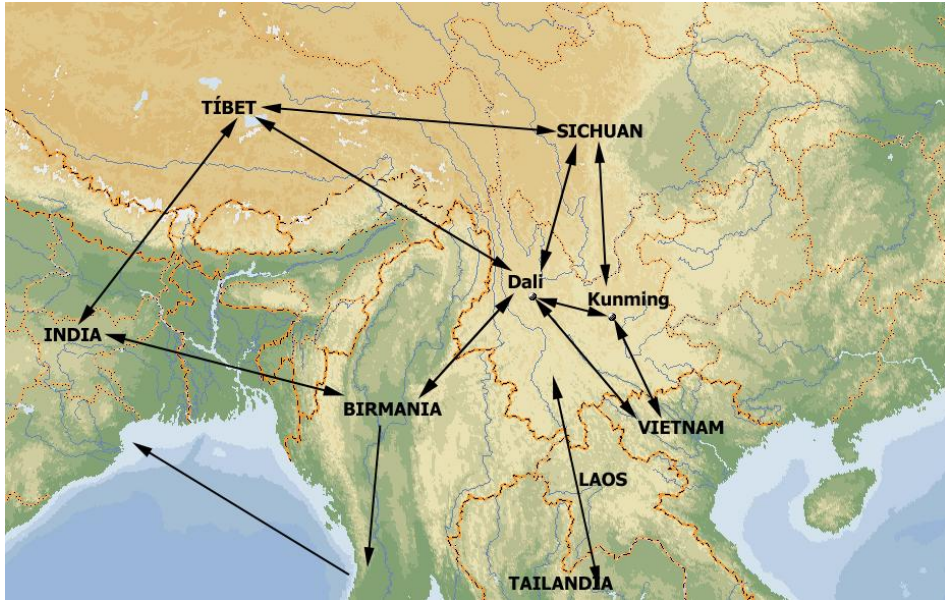 TÍBET
SICHUAN
Dali
Kunming
INDIA
BIRMANIA
VIETNAM
LAOS
TAILANDIA